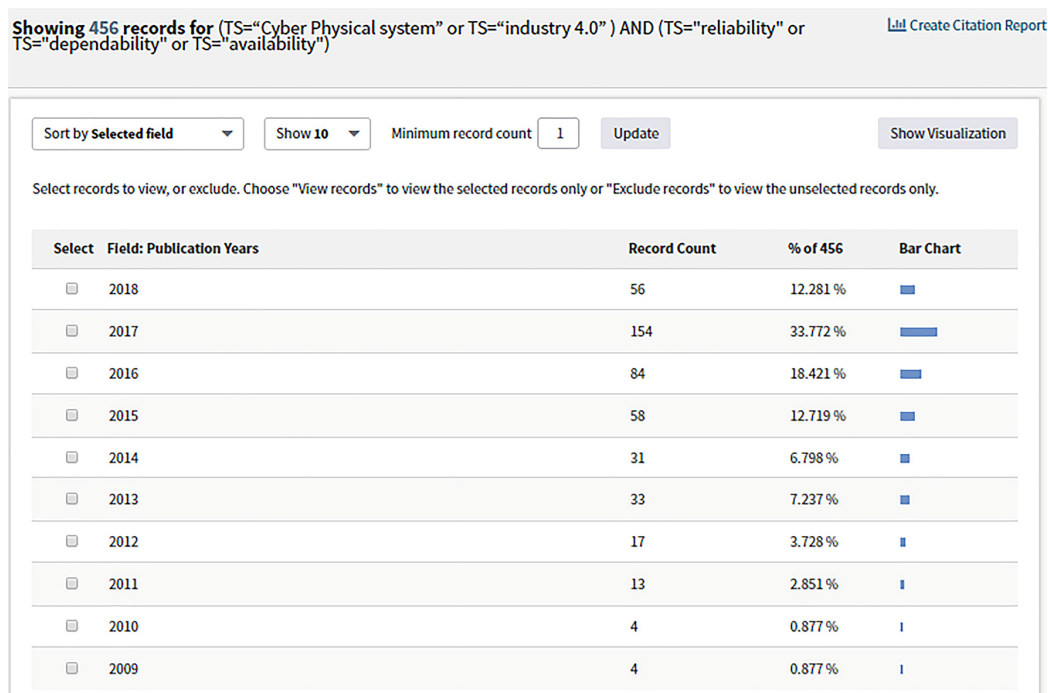 Showing 456 records for (TS=“Cyber Physical system” or TS=“industry 4.0” ) AND (TS="reliability" or
TS="dependability" or TS="availability")
Create Citation Report
Sort by Selected field
Show 10
Minimum record count 1
Update
Show Visualization
Select records to view, or exclude. Choose "View records" to view the selected records only or "Exclude records" to view the unselected records only.
Select Field: Publication Years Record Count % of 456 Bar Chart
2018 56 12.281 %
2017 154 33.772 %
2016 84 18.421 %
2015 58 12.719 %
2014 31 6.798 %
2013 33 7.237 %
2012 17 3.728 %
2011 13 2.851 %
2010 4 0.877 %
2009 4 0.877 %